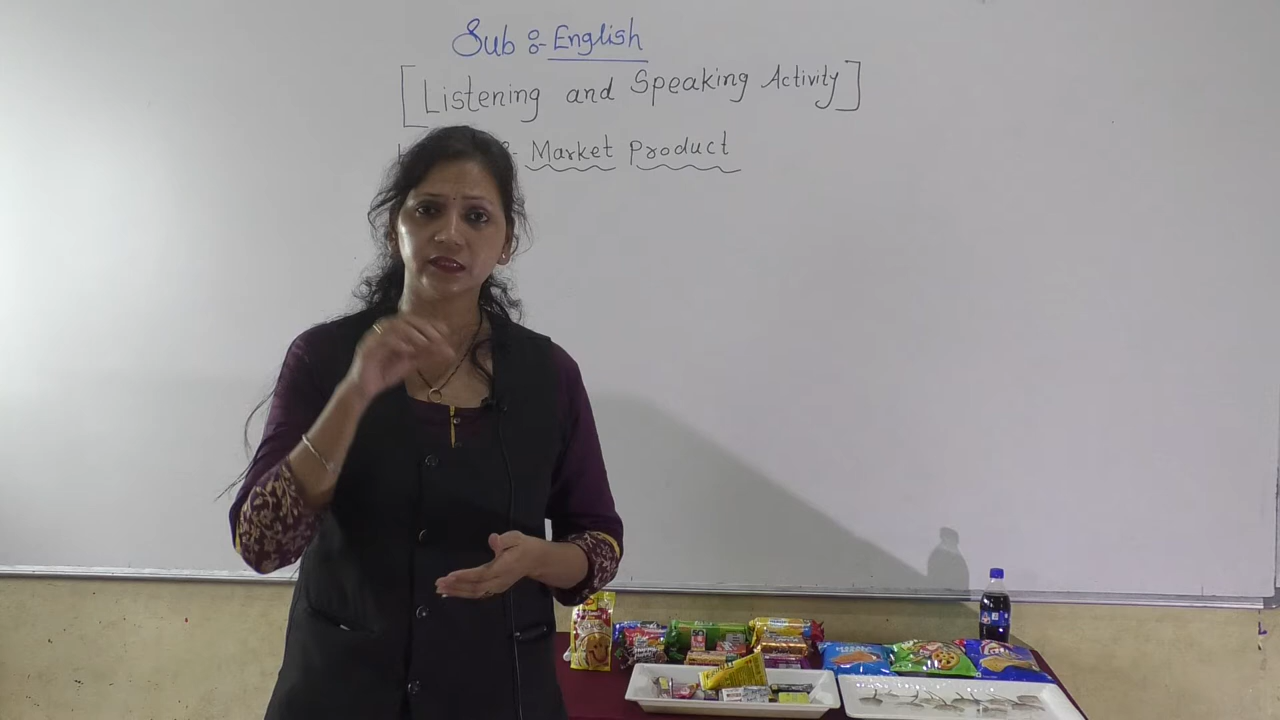 Sub :- English
[Listening and Speaking Activity]
Market Product